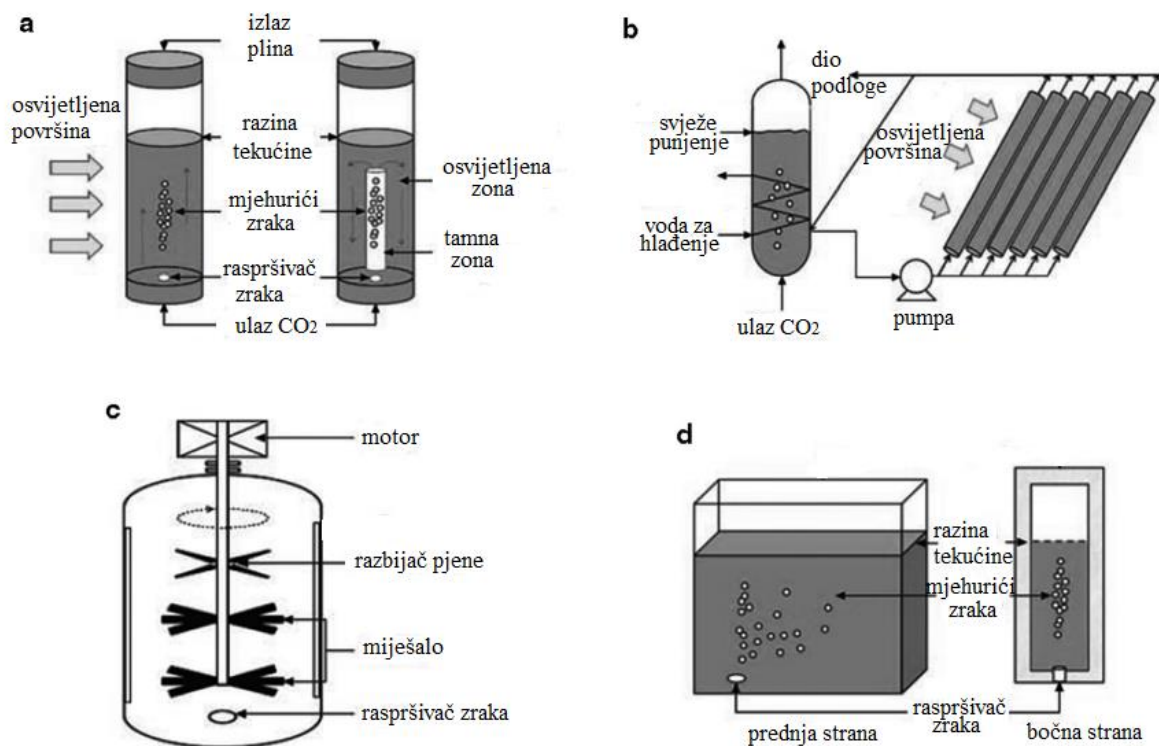 a
izlaz
plina
osvijetljena
površina
razina
tekućine
osvijetljena
zona
mjehurići
zraka
tamna
zona
raspršivač
zraka
ulaz CO2
b
dio
podloge
svježe
punjenje
osvijetljena
površina
voda za
hlađenje
ulaz CO2
pumpa
c
motor
razbijač pjene
miješalo
raspršivač zraka
d
razina
tekućine
mjehurići
zraka
raspršivač
zraka
prednja strana
bočna strana